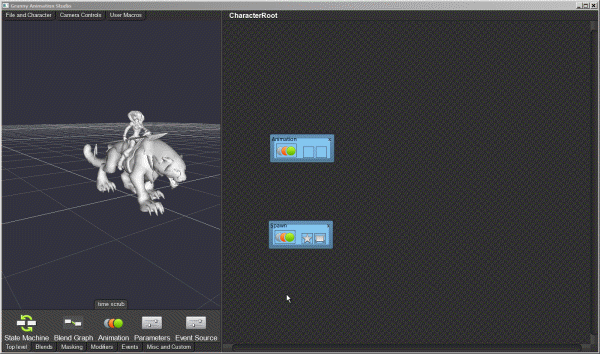 Granny Animation Studio
File and Character Camera Controls User Macros
CharacterRoot
Animation
Spawn
time scrub
State Machine Blend Graph Animation Parameters Event Source
Top level Blends Masking Modifiers Events Misc and Custom